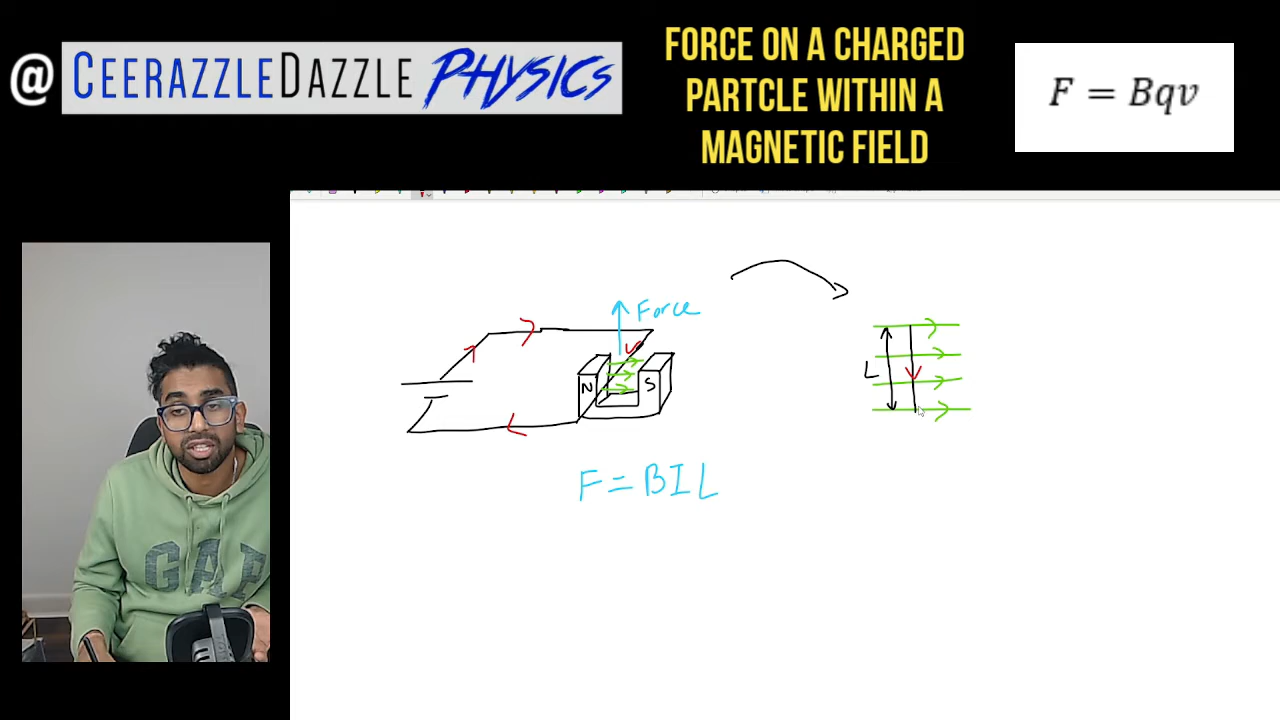 @ CEERAZZLEDAZZLE PHYSICS
FORCE ON A CHARGED
PARTCLE WITHIN A
MAGNETIC FIELD
F = Bqv
Force
N
S
L
F = BIL
GAP